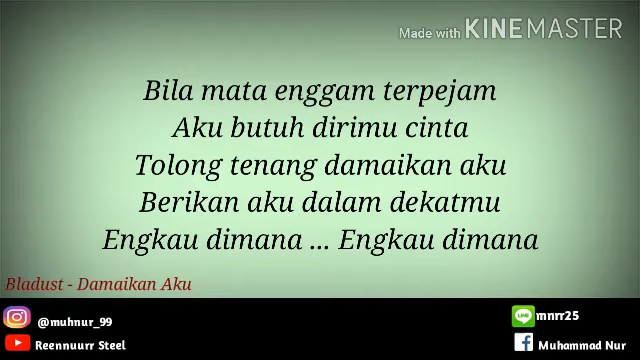 Made with KINEMASTER
Bila mata enggam terpejam
Aku butuh dirimu cinta
Tolong tenang damaikan aku
Berikan aku dalam dekatmu
Engkau dimana ... Engkau dimana
Bladust - Damaikan Aku
@muhnur_99
LINE mnrr25
Reennuurr Steel
Muhammad Nur